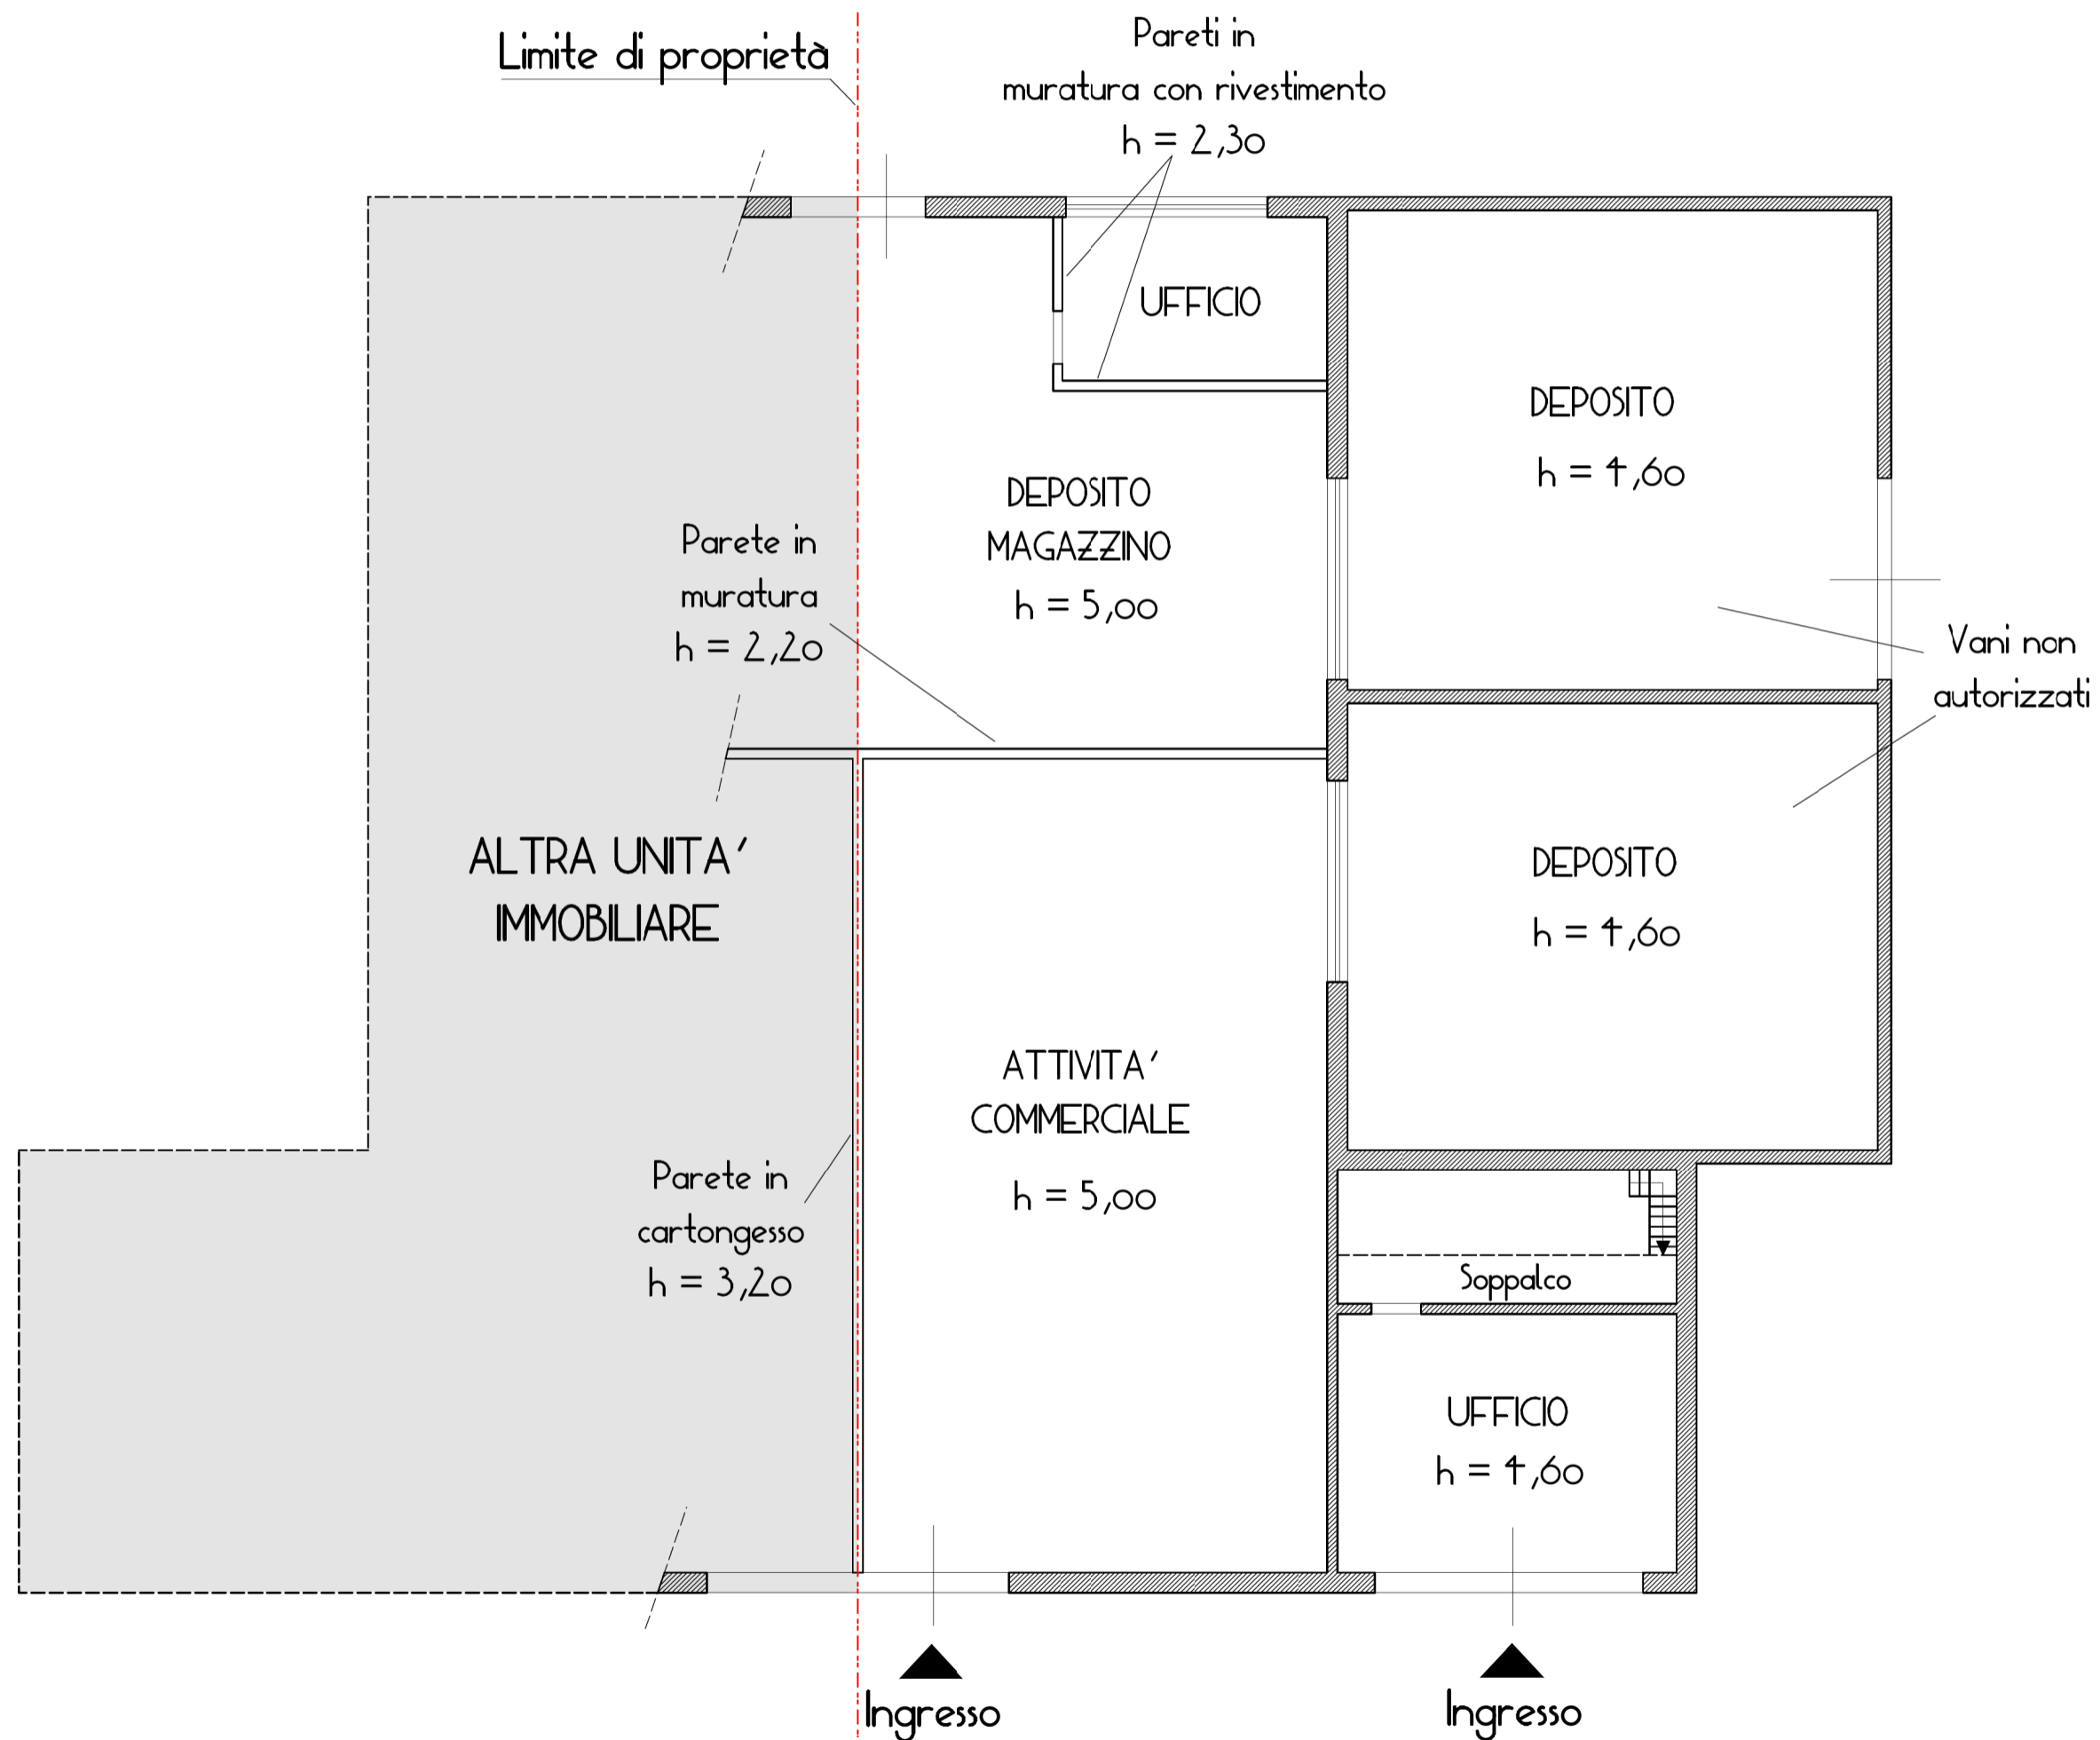 Limite di proprietà
Pareti in
muratura con rivestimento
h = 2,30
UFFICIO
DEPOSITO
h = 4,60
DEPOSITO
MAGAZZINO
h = 5,00
Parete in
muratura
h = 2,20
Vani non
autorizzati
ALTRA UNITA'
IMMOBILIARE
DEPOSITO
h = 4,60
ATTIVITA'
COMMERCIALE
h = 5,00
Parete in
cartongesso
h = 3,20
Soppalco
UFFICIO
h = 4,60
Ingresso
Ingresso